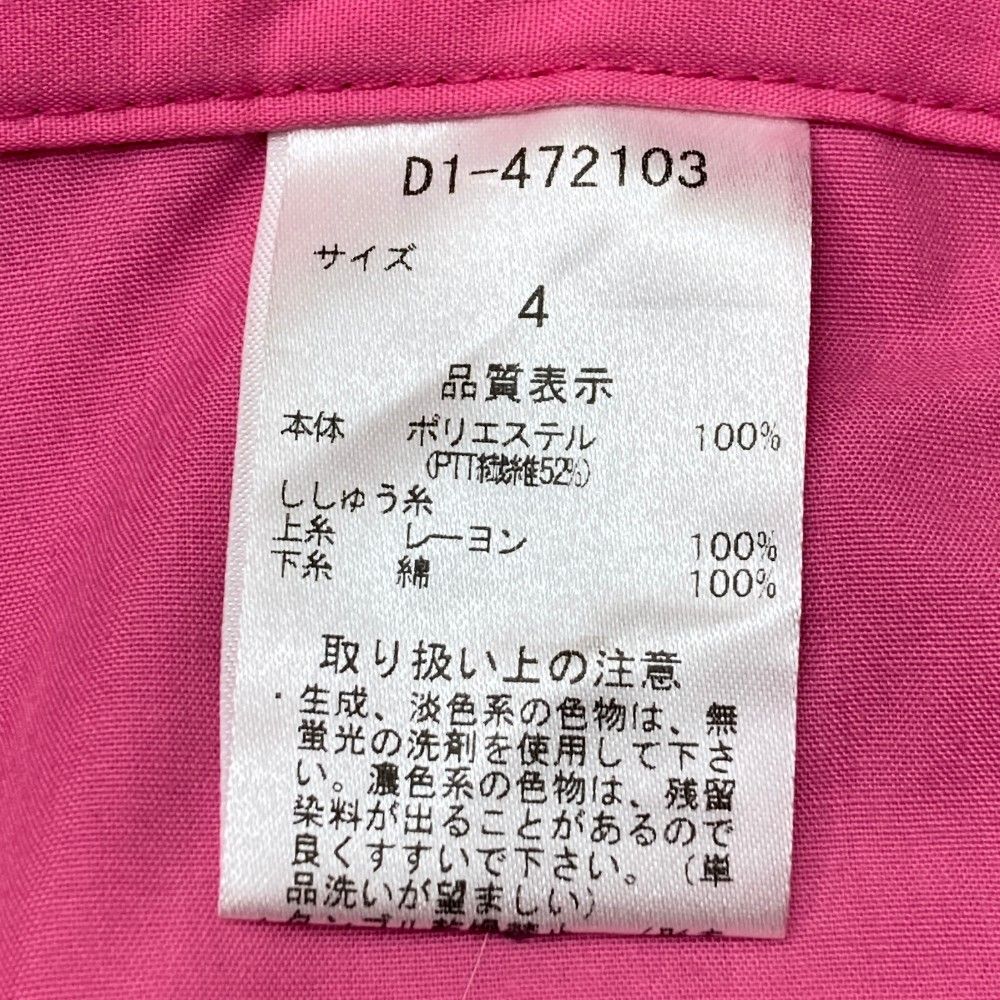 D1-472103
サイズ
4
品質表示
本体 ポリエステル 100%
(PTT繊維52%)
ししゅう糸
上糸 レーヨン 100%
下糸 綿 100%
取り扱い上の注意
・生成、淡色系の色物は、無
蛍光の洗剤を使用して下さ
い。濃色系の色物は、残留
染料が出ることがあるので
良くすすいで下さい。(単
品洗いが望ましい)